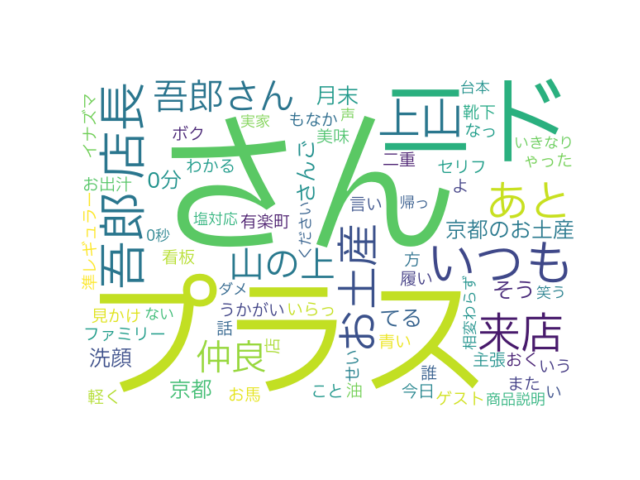 さん
プラス
ド
上山
一
いつも
吾郎 店長
吾郎さん
お土産
山の上
来店
あと
仲良
京都のお土産
月末
台本
靴下
なっ
いきなり
ゃった
セリフ
よ
二重
声
もなか
美味
実家
ボク
わかる
イナズマ
お出汁
0分
0秒
塩対応
有楽町
くださいさんご
言い
帰っ
方
履い
そう
笑う
相変わらず
準レギュラー
看板
見かけ
ない
ファミリー
洗顔
軽く
京都
お馬
話
ダメ
うかがい
いらっ
店
てる
青い
せい
こと
油
今日
誰
主張
おく
いう
また
い
ゲスト
商品説明